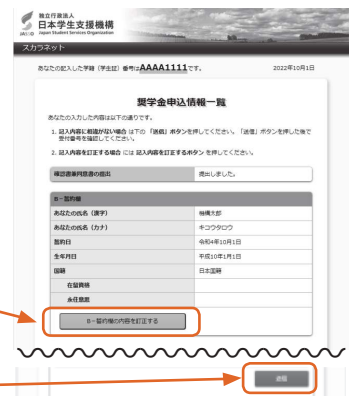 独立行政法人
日本学生支援機構
JASSO Japan Student Services Organization
スカラネット
あなたの記入した学籍（学生証）番号はAAAA1111です。
2022年10月1日
奨学金申込情報一覧
あなたの入力した内容は以下の通りです。
1. 記入内容に相違がない場合 は下の「送信」ボタンを押してください。「送信」ボタンを押した後で
受付番号を確認してください。
2. 記入内容を訂正する場合 には 記入内容を訂正するボタン を押してください。
確認書兼同意書の提出
提出しました。
B－誓約欄
あなたの氏名（漢字）
機構太郎
あなたの氏名（カナ）
キコウタロウ
誓約日
令和4年10月1日
生年月日
平成10年1月1日
国籍
日本国籍
在留資格
永住意思
B－誓約欄の内容を訂正する
送信